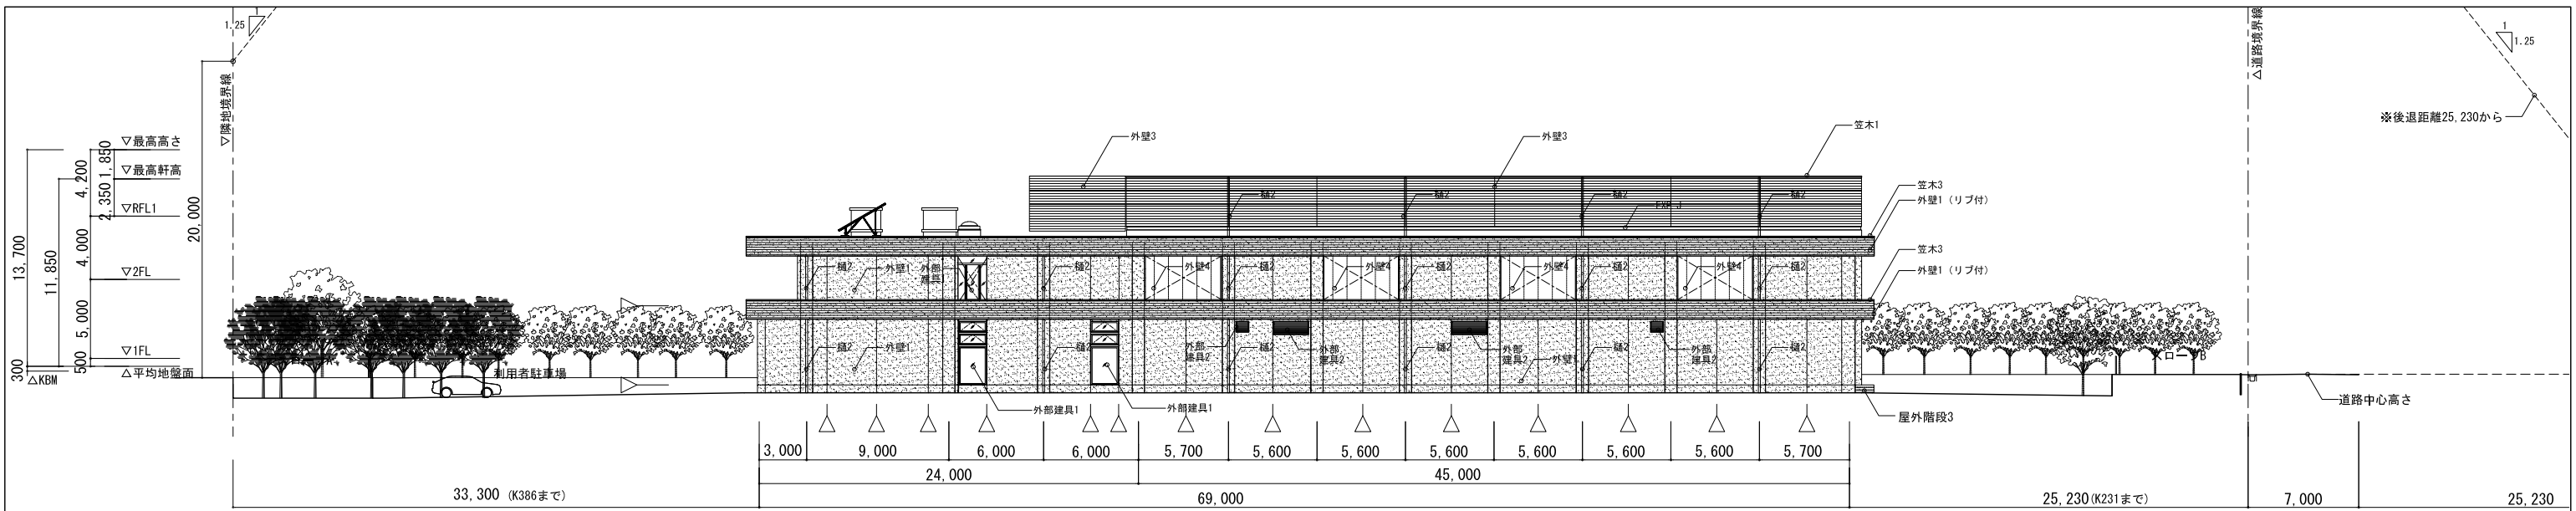 1
1.25
△道路境界線
1
1.25
▽隣地境界線
※後退距離25,230から
外壁3
外壁3
笠木1
▽最高高さ
▽最高軒高
▽RFL1
▽2FL
▽1FL
△平均地盤面
△KBM
1,850
4,200
2,350
4,000
5,000
500
300
13,700
11,850
20,000
樋2
樋2
樋2
樋2
EXP.J
笠木3
外壁1（リブ付）
笠木3
外壁1（リブ付）
樋2
外壁1
外部
建具1
樋2
外壁4
樋2
外壁4
樋2
外壁4
樋2
外壁4
樋2
樋2
外壁1
樋2
外部
建具2
樋2
外部
建具2
樋2
外部
建具2
外壁1
樋2
外部
建具2
樋2
利用者駐車場
スロープB
外部建具1
外部建具1
屋外階段3
道路中心高さ
3,000
9,000
6,000
6,000
5,700
5,600
5,600
5,600
5,600
5,600
5,600
5,700
24,000
45,000
33,300 (K386まで)
69,000
25,230(K231まで)
7,000
25,230